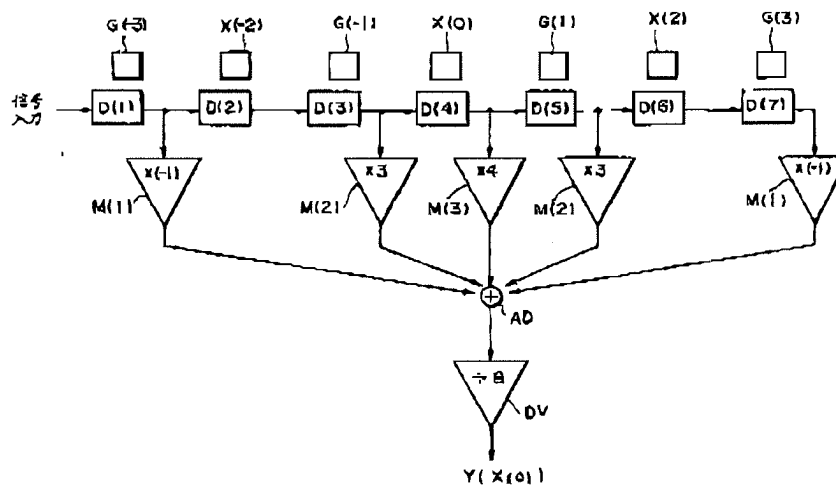 G(-3) X(-2) G(-1) X(0) G(1) X(2) G(3)
信号 D(1) D(2) D(3) D(4) D(5) D(6) D(7)
入力
X(-1) X3 X4 X3 X(-1)
M(1) M(2) M(3) M(2) M(1)
+
AD
÷8
DV
Y(X(0))